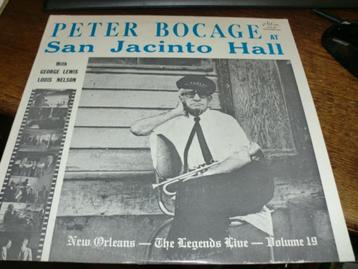 PETER BOCAGE AT
San Jacinto Hall
With
GEORGE LEWIS
LOUIS NELSON
New Orleans — The Legends Live — Volume 19